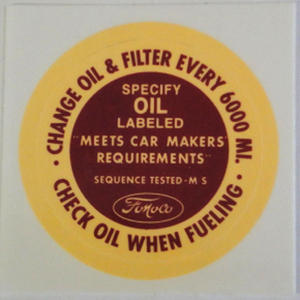 · CHANGE OIL & FILTER EVERY 6000 MI. ·
SPECIFY
OIL
LABELED
"MEETS CAR MAKERS'
REQUIREMENTS"
SEQUENCE TESTED-M S
FoMoCo
CHECK OIL WHEN FUELING